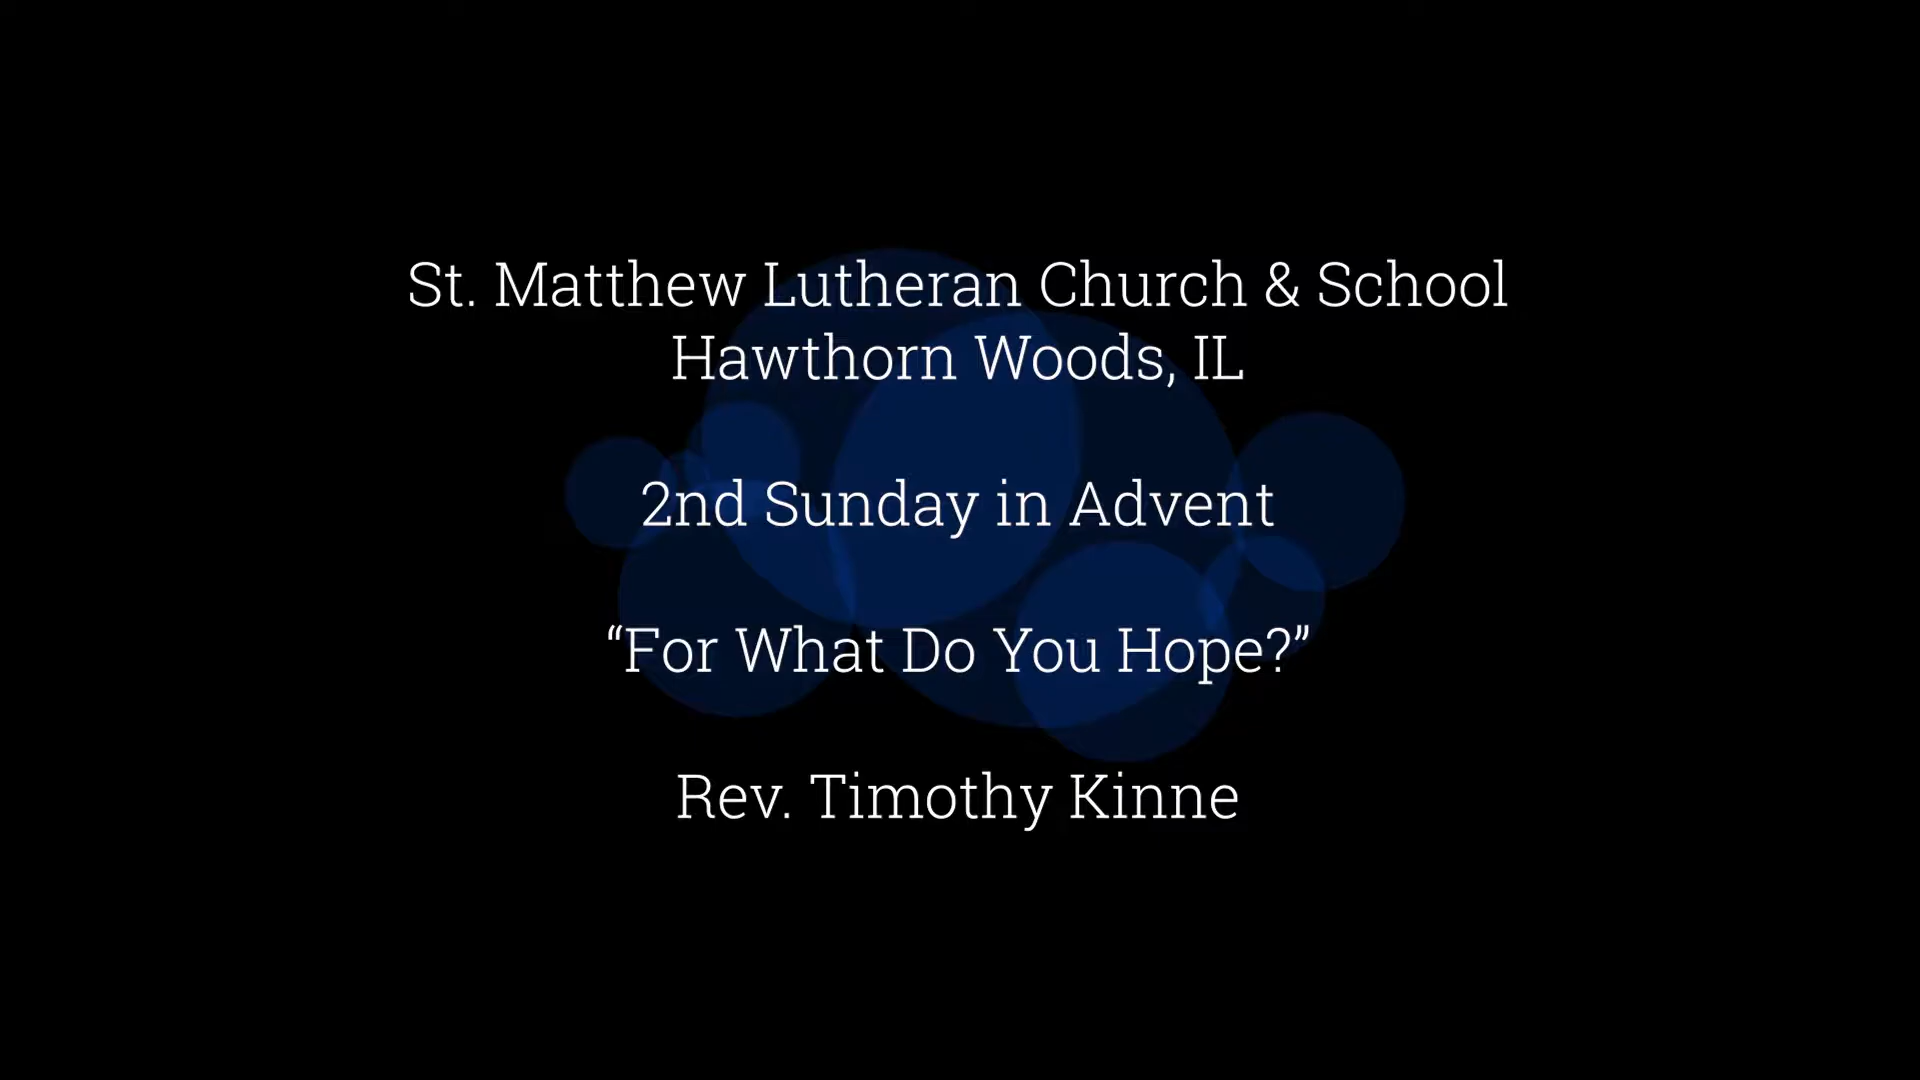 St. Matthew Lutheran Church & School
Hawthorn Woods, IL
2nd Sunday in Advent
“For What Do You Hope?”
Rev. Timothy Kinne